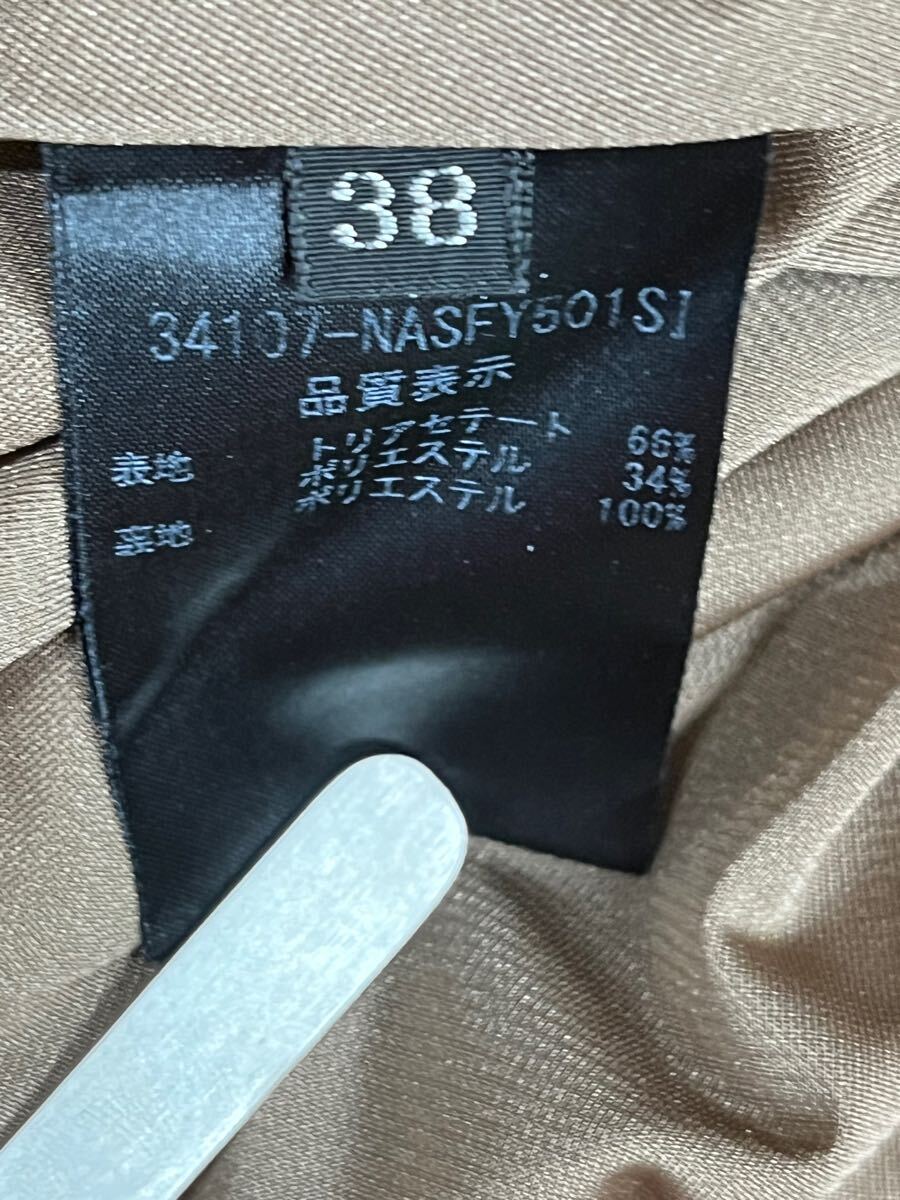 38
34107-NASFY501SI
品質表示
表地 トリアセテート 66%
ポリエステル 34%
裏地 ポリエステル 100%